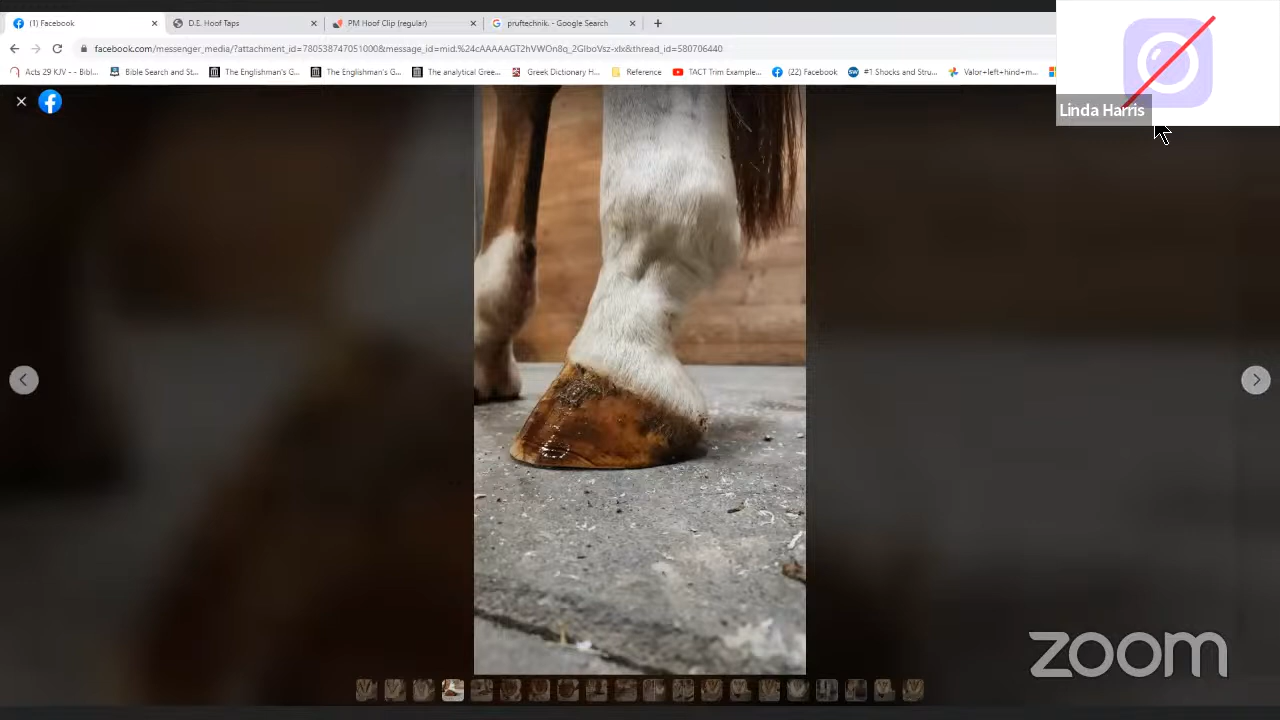 (1) Facebook
D.E. Hoof Taps
PM Hoof Clip (regular)
pruftechnik. - Google Search
facebook.com/messenger_media/?attachment_id=780538747051000&message_id=mid.%24cAAAAAGT2hVWOn8q_2GlboVsz-xlx&thread_id=580706440
Acts 29 KJV -- Bibl...
Bible Search and St...
The Englishman's G...
The Englishman's G...
The analytical Gree...
Greek Dictionary H...
Reference
TACT Trim Example...
(22) Facebook
#1 Shocks and Stru...
Valor+left+hind+m...
Linda Harris
zoom